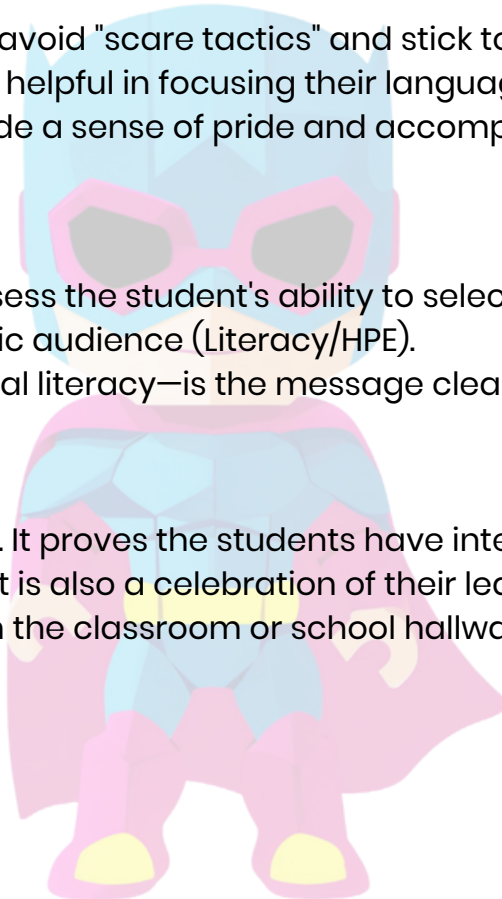 avoid "scare tactics" and stick to
helpful in focusing their languag
de a sense of pride and accomp
sess the student's ability to selec
ic audience (Literacy/HPE).
al literacy—is the message clea
. It proves the students have inte
t is also a celebration of their lea
the classroom or school hallwa